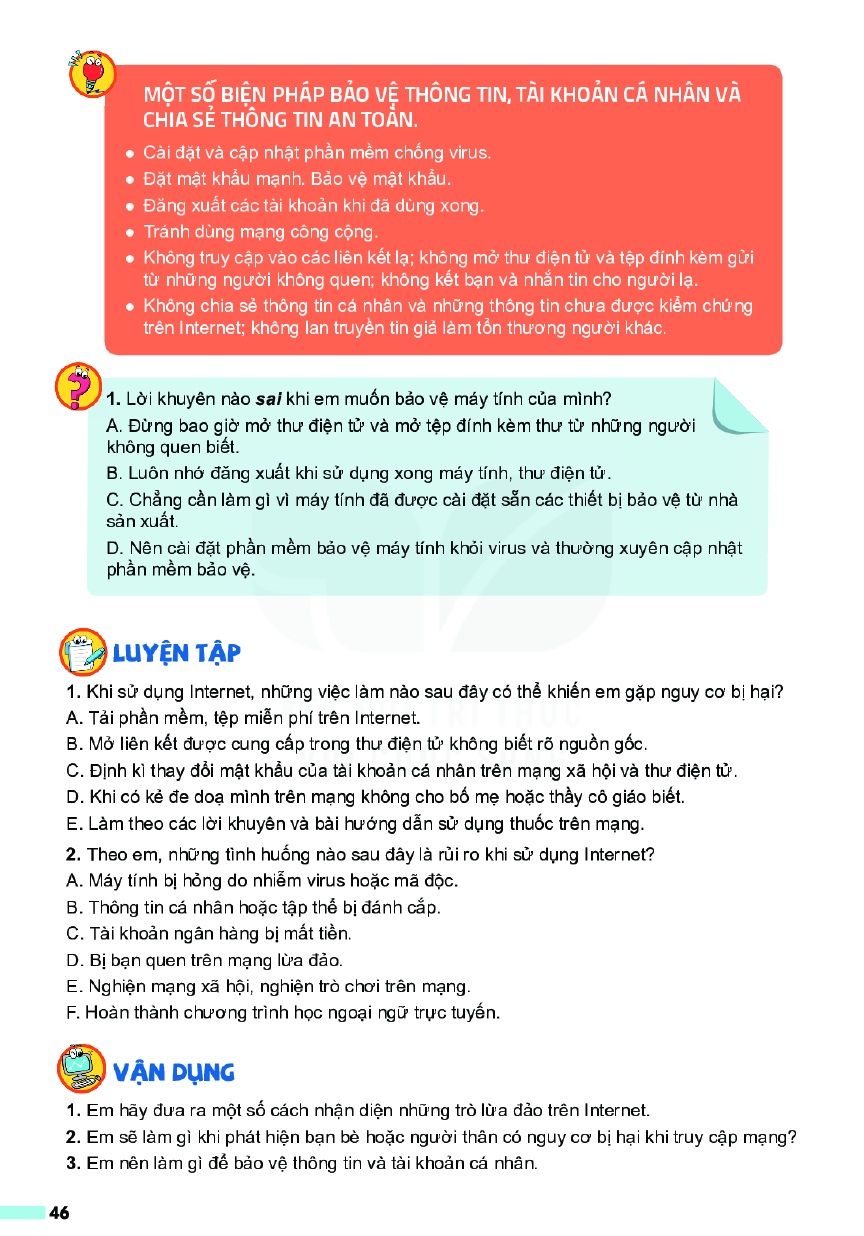 MỘT SỐ BIỆN PHÁP BẢO VỆ THÔNG TIN, TÀI KHOẢN CÁ NHÂN VÀ
CHIA SẺ THÔNG TIN AN TOÀN.
• Cài đặt và cập nhật phần mềm chống virus.
• Đặt mật khẩu mạnh. Bảo vệ mật khẩu.
• Đăng xuất các tài khoản khi đã dùng xong.
• Tránh dùng mạng công cộng.
• Không truy cập vào các liên kết lạ; không mở thư điện tử và tệp đính kèm gửi
từ những người không quen; không kết bạn và nhắn tin cho người lạ.
• Không chia sẻ thông tin cá nhân và những thông tin chưa được kiểm chứng
trên Internet; không lan truyền tin giả làm tổn thương người khác.
1. Lời khuyên nào sai khi em muốn bảo vệ máy tính của mình?
A. Đừng bao giờ mở thư điện tử và mở tệp đính kèm thư từ những người
không quen biết.
B. Luôn nhớ đăng xuất khi sử dụng xong máy tính, thư điện tử.
C. Chẳng cần làm gì vì máy tính đã được cài đặt sẵn các thiết bị bảo vệ từ nhà
sản xuất.
D. Nên cài đặt phần mềm bảo vệ máy tính khỏi virus và thường xuyên cập nhật
phần mềm bảo vệ.
LUYỆN TẬP
1. Khi sử dụng Internet, những việc làm nào sau đây có thể khiến em gặp nguy cơ bị hại?
A. Tải phần mềm, tệp miễn phí trên Internet.
B. Mở liên kết được cung cấp trong thư điện tử không biết rõ nguồn gốc.
C. Định kì thay đổi mật khẩu của tài khoản cá nhân trên mạng xã hội và thư điện tử.
D. Khi có kẻ đe doạ mình trên mạng không cho bố mẹ hoặc thầy cô giáo biết.
E. Làm theo các lời khuyên và bài hướng dẫn sử dụng thuốc trên mạng.
2. Theo em, những tình huống nào sau đây là rủi ro khi sử dụng Internet?
A. Máy tính bị hỏng do nhiễm virus hoặc mã độc.
B. Thông tin cá nhân hoặc tập thể bị đánh cắp.
C. Tài khoản ngân hàng bị mất tiền.
D. Bị bạn quen trên mạng lừa đảo.
E. Nghiện mạng xã hội, nghiện trò chơi trên mạng.
F. Hoàn thành chương trình học ngoại ngữ trực tuyến.
VẬN DỤNG
1. Em hãy đưa ra một số cách nhận diện những trò lừa đảo trên Internet.
2. Em sẽ làm gì khi phát hiện bạn bè hoặc người thân có nguy cơ bị hại khi truy cập mạng?
3. Em nên làm gì để bảo vệ thông tin và tài khoản cá nhân.
46